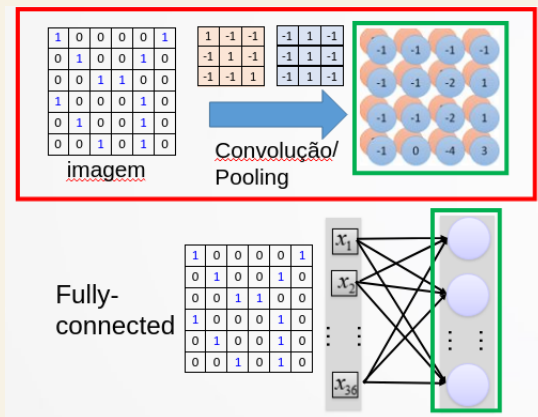 1 0 0 0 0 1
0 1 0 0 1 0
0 0 1 1 0 0
1 0 0 0 1 0
0 1 0 0 1 0
0 0 1 0 1 0
imagem
1 -1 -1
-1 1 -1
-1 -1 1
-1 1 -1
-1 1 -1
-1 1 -1
Convolução/
Pooling
-1 -1 -1 -1
-1 -1 -2 1
-1 -1 -2 1
-1 0 -4 3
Fully-
connected
1 0 0 0 0 1
0 1 0 0 1 0
0 0 1 1 0 0
1 0 0 0 1 0
0 1 0 0 1 0
0 0 1 0 1 0
x1
x2
⋮ ⋮
x36
⋮ ⋮